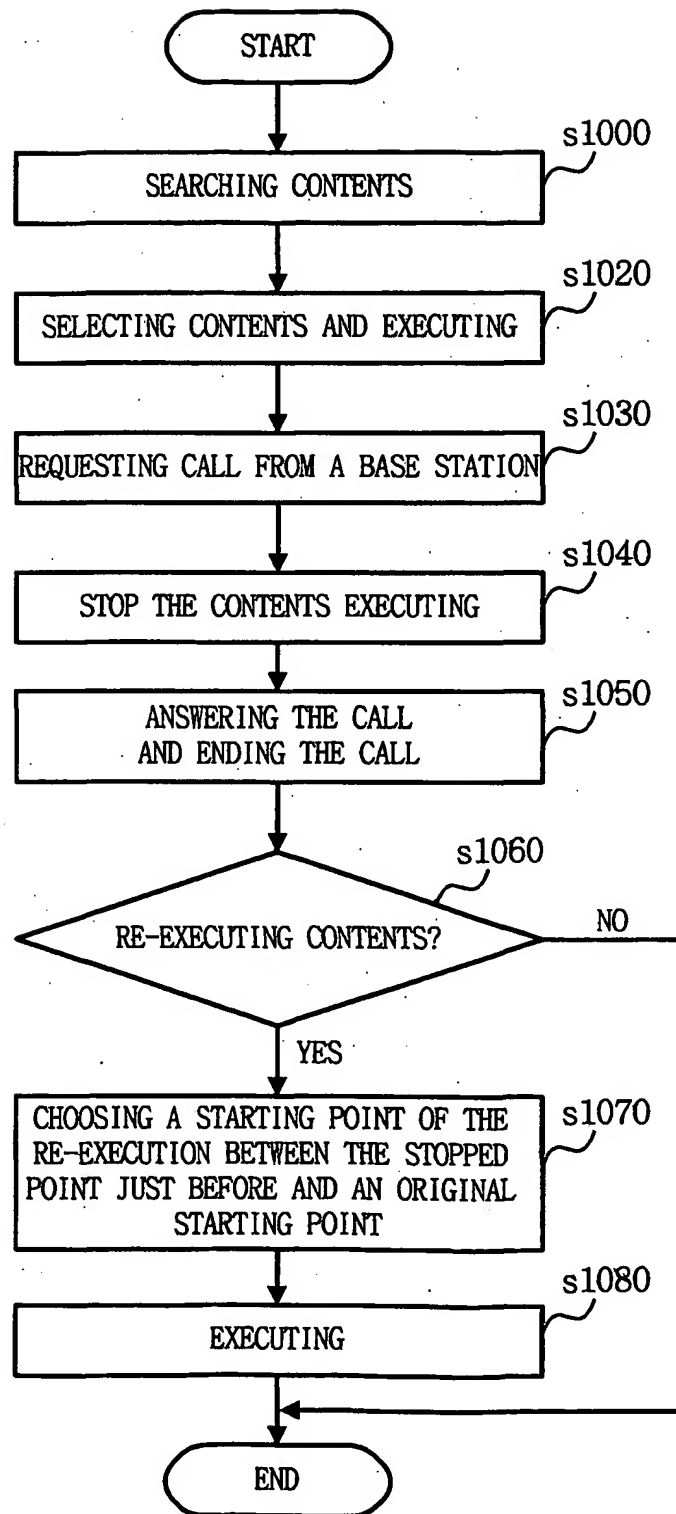 START
s1000
SEARCHING CONTENTS
s1020
SELECTING CONTENTS AND EXECUTING
s1030
REQUESTING CALL FROM A BASE STATION
s1040
STOP THE CONTENTS EXECUTING
s1050
ANSWERING THE CALL
AND ENDING THE CALL
s1060
RE-EXECUTING CONTENTS?
NO
YES
s1070
CHOOSING A STARTING POINT OF THE
RE-EXECUTION BETWEEN THE STOPPED
POINT JUST BEFORE AND AN ORIGINAL
STARTING POINT
s1080
EXECUTING
END